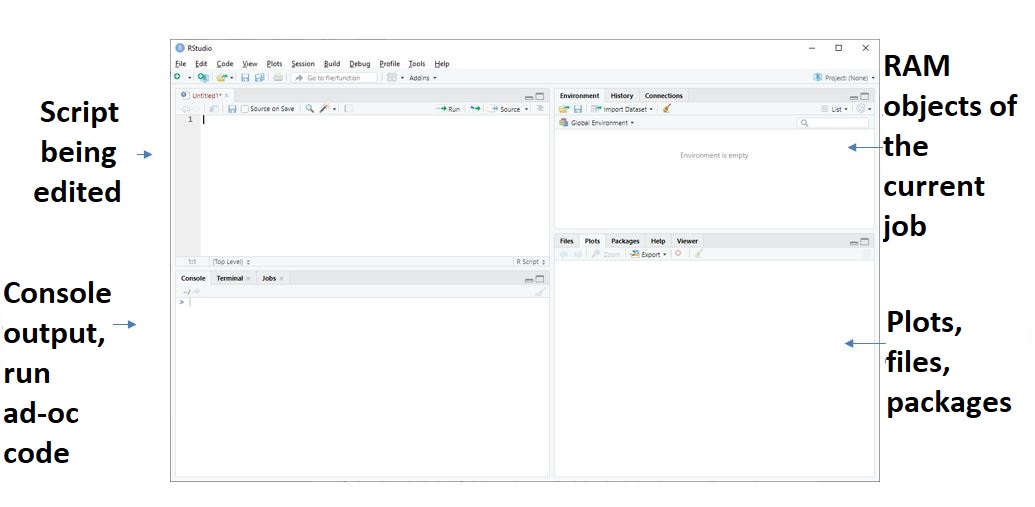 RStudio
File Edit Code View Plots Session Build Debug Profile Tools Help
Go to file/function Addins Project: (None)
Untitled1*
Source on Save Run Source
1
1:1 (Top Level) R Script
Console Terminal Jobs
~/
>
Environment History Connections
Import Dataset List
Global Environment
Environment is empty
Files Plots Packages Help Viewer
Zoom Export
Script
being
edited
Console
output,
run
ad-oc
code
RAM
objects of
the
current
job
Plots,
files,
packages